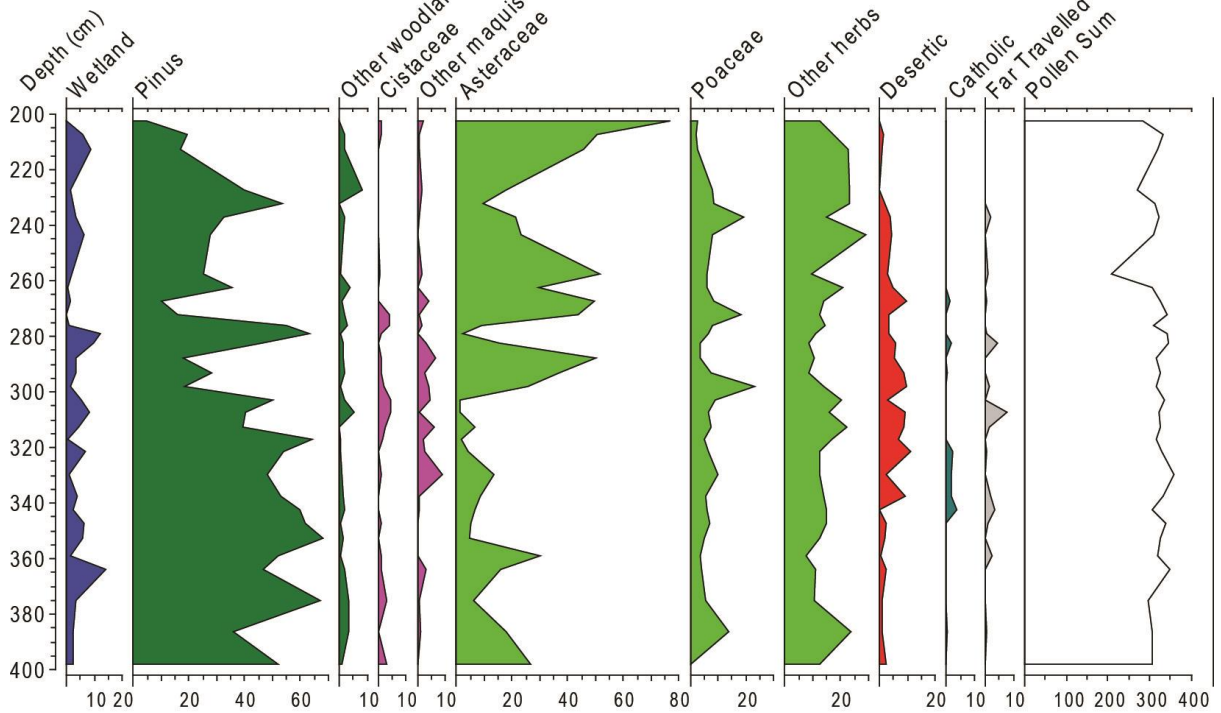 Depth (cm)
Wetland
Pinus
Other
Cistaceae
Other maquis
Asteraceae
Poaceae
Other herbs
Desertic
Catholic
Far Travelled
Pollen Sum
200
220
240
260
280
300
320
340
360
380
400
10 20
20 40 60
10
10
10
20 40 60 80
20
20
20
10
10
100 200 300 400